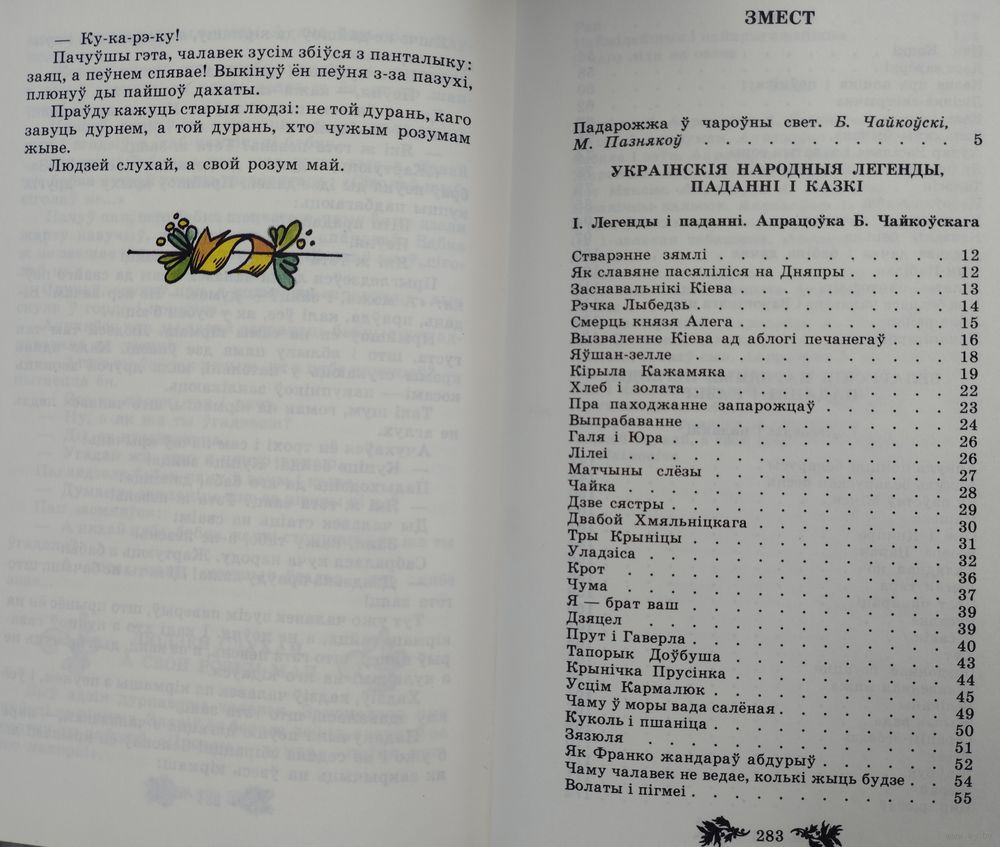 — Ку-ка-рэ-ку!
Пачуўшы гэта, чалавек зусім збіўся з панталыку:
заяц, а пеўнем спявае! Выкінуў ён пеўня з-за пазухі,
плюнуў ды пайшоў дахаты.
Праўду кажуць старыя людзі: не той дурань, каго
завуць дурнем, а той дурань, хто чужым розумам
жыве.
Людзей слухай, а свой розум май.
ЗМЕСТ
Падарожжа ў чароўны свет. Б. Чайкоўскі,
М. Пазнякоў . . . . . . . . . . . . . 5
УКРАІНСКІЯ НАРОДНЫЯ ЛЕГЕНДЫ,
ПАДАННІ І КАЗКІ
І. Легенды і паданні. Апрацоўка Б. Чайкоўскага
Стварэнне зямлі . . . . . . . . . . . 12
Як славяне пасяліліся на Дняпры . . . . 12
Заснавальнікі Кіева . . . . . . . . . . 13
Рэчка Лыбедзь . . . . . . . . . . . . 14
Смерць князя Алега . . . . . . . . . . 15
Вызваленне Кіева ад аблогі печанегаў . . . 16
Яўшан-зелле . . . . . . . . . . . . 18
Кірыла Кажамяка . . . . . . . . . . . 19
Хлеб і золата . . . . . . . . . . . . 22
Пра паходжанне запарожцаў . . . . . . 23
Выпрабаванне . . . . . . . . . . . . 24
Галя і Юра . . . . . . . . . . . . . 26
Лілеі . . . . . . . . . . . . . . . 26
Матчыны слёзы . . . . . . . . . . . 27
Чайка . . . . . . . . . . . . . . . 28
Дзве сястры . . . . . . . . . . . . . 29
Двабой Хмяльніцкага . . . . . . . . . 30
Тры Крыніцы . . . . . . . . . . . . 31
Уладзіса . . . . . . . . . . . . . . 32
Крот . . . . . . . . . . . . . . . 36
Чума . . . . . . . . . . . . . . . 37
Я — брат ваш . . . . . . . . . . . . 39
Дзяцел . . . . . . . . . . . . . . 39
Прут і Гаверла . . . . . . . . . . . . 40
Тапорык Доўбуша . . . . . . . . . . 43
Крынічка Прусінка . . . . . . . . . . 44
Усцім Кармалюк . . . . . . . . . . . 45
Чаму ў моры вада салёная . . . . . . . . 49
Куколь і пшаніца . . . . . . . . . . . 50
Зязюля . . . . . . . . . . . . . . 51
Як Франко жандараў абдурыў . . . . . . 52
Чаму чалавек не ведае, колькі жыць будзе . . 54
Волаты і пігмеі . . . . . . . . . . . . 55
283